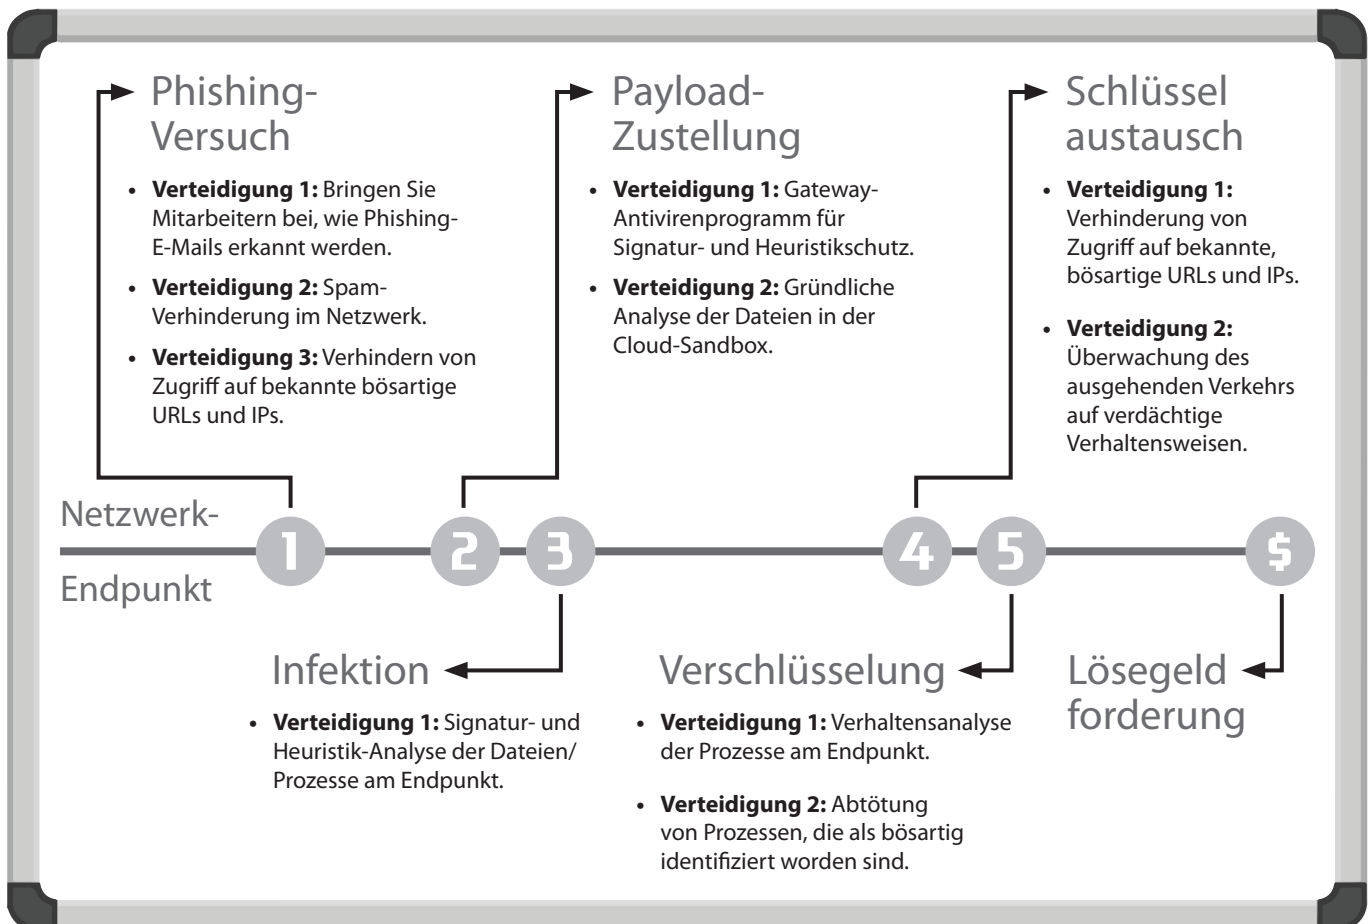 Phishing-
Versuch
• Verteidigung 1: Bringen Sie
Mitarbeitern bei, wie Phishing-
E-Mails erkannt werden.
• Verteidigung 2: Spam-
Verhinderung im Netzwerk.
• Verteidigung 3: Verhindern von
Zugriff auf bekannte bösartige
URLs und IPs.
Payload-
Zustellung
• Verteidigung 1: Gateway-
Antivirenprogramm für
Signatur- und Heuristikschutz.
• Verteidigung 2: Gründliche
Analyse der Dateien in der
Cloud-Sandbox.
Schlüssel
austausch
• Verteidigung 1:
Verhinderung von
Zugriff auf bekannte,
bösartige URLs und IPs.
• Verteidigung 2:
Überwachung des
ausgehenden Verkehrs
auf verdächtige
Verhaltensweisen.
Netzwerk-
1 2 3 4 5 $
Endpunkt
Infektion
• Verteidigung 1: Signatur- und
Heuristik-Analyse der Dateien/
Prozesse am Endpunkt.
Verschlüsselung
• Verteidigung 1: Verhaltensanalyse
der Prozesse am Endpunkt.
• Verteidigung 2: Abtötung
von Prozessen, die als bösartig
identifiziert worden sind.
Lösegeld
forderung